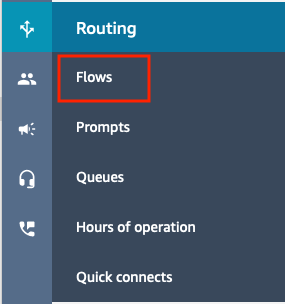 Routing
Flows
Prompts
Queues
Hours of operation
Quick connects